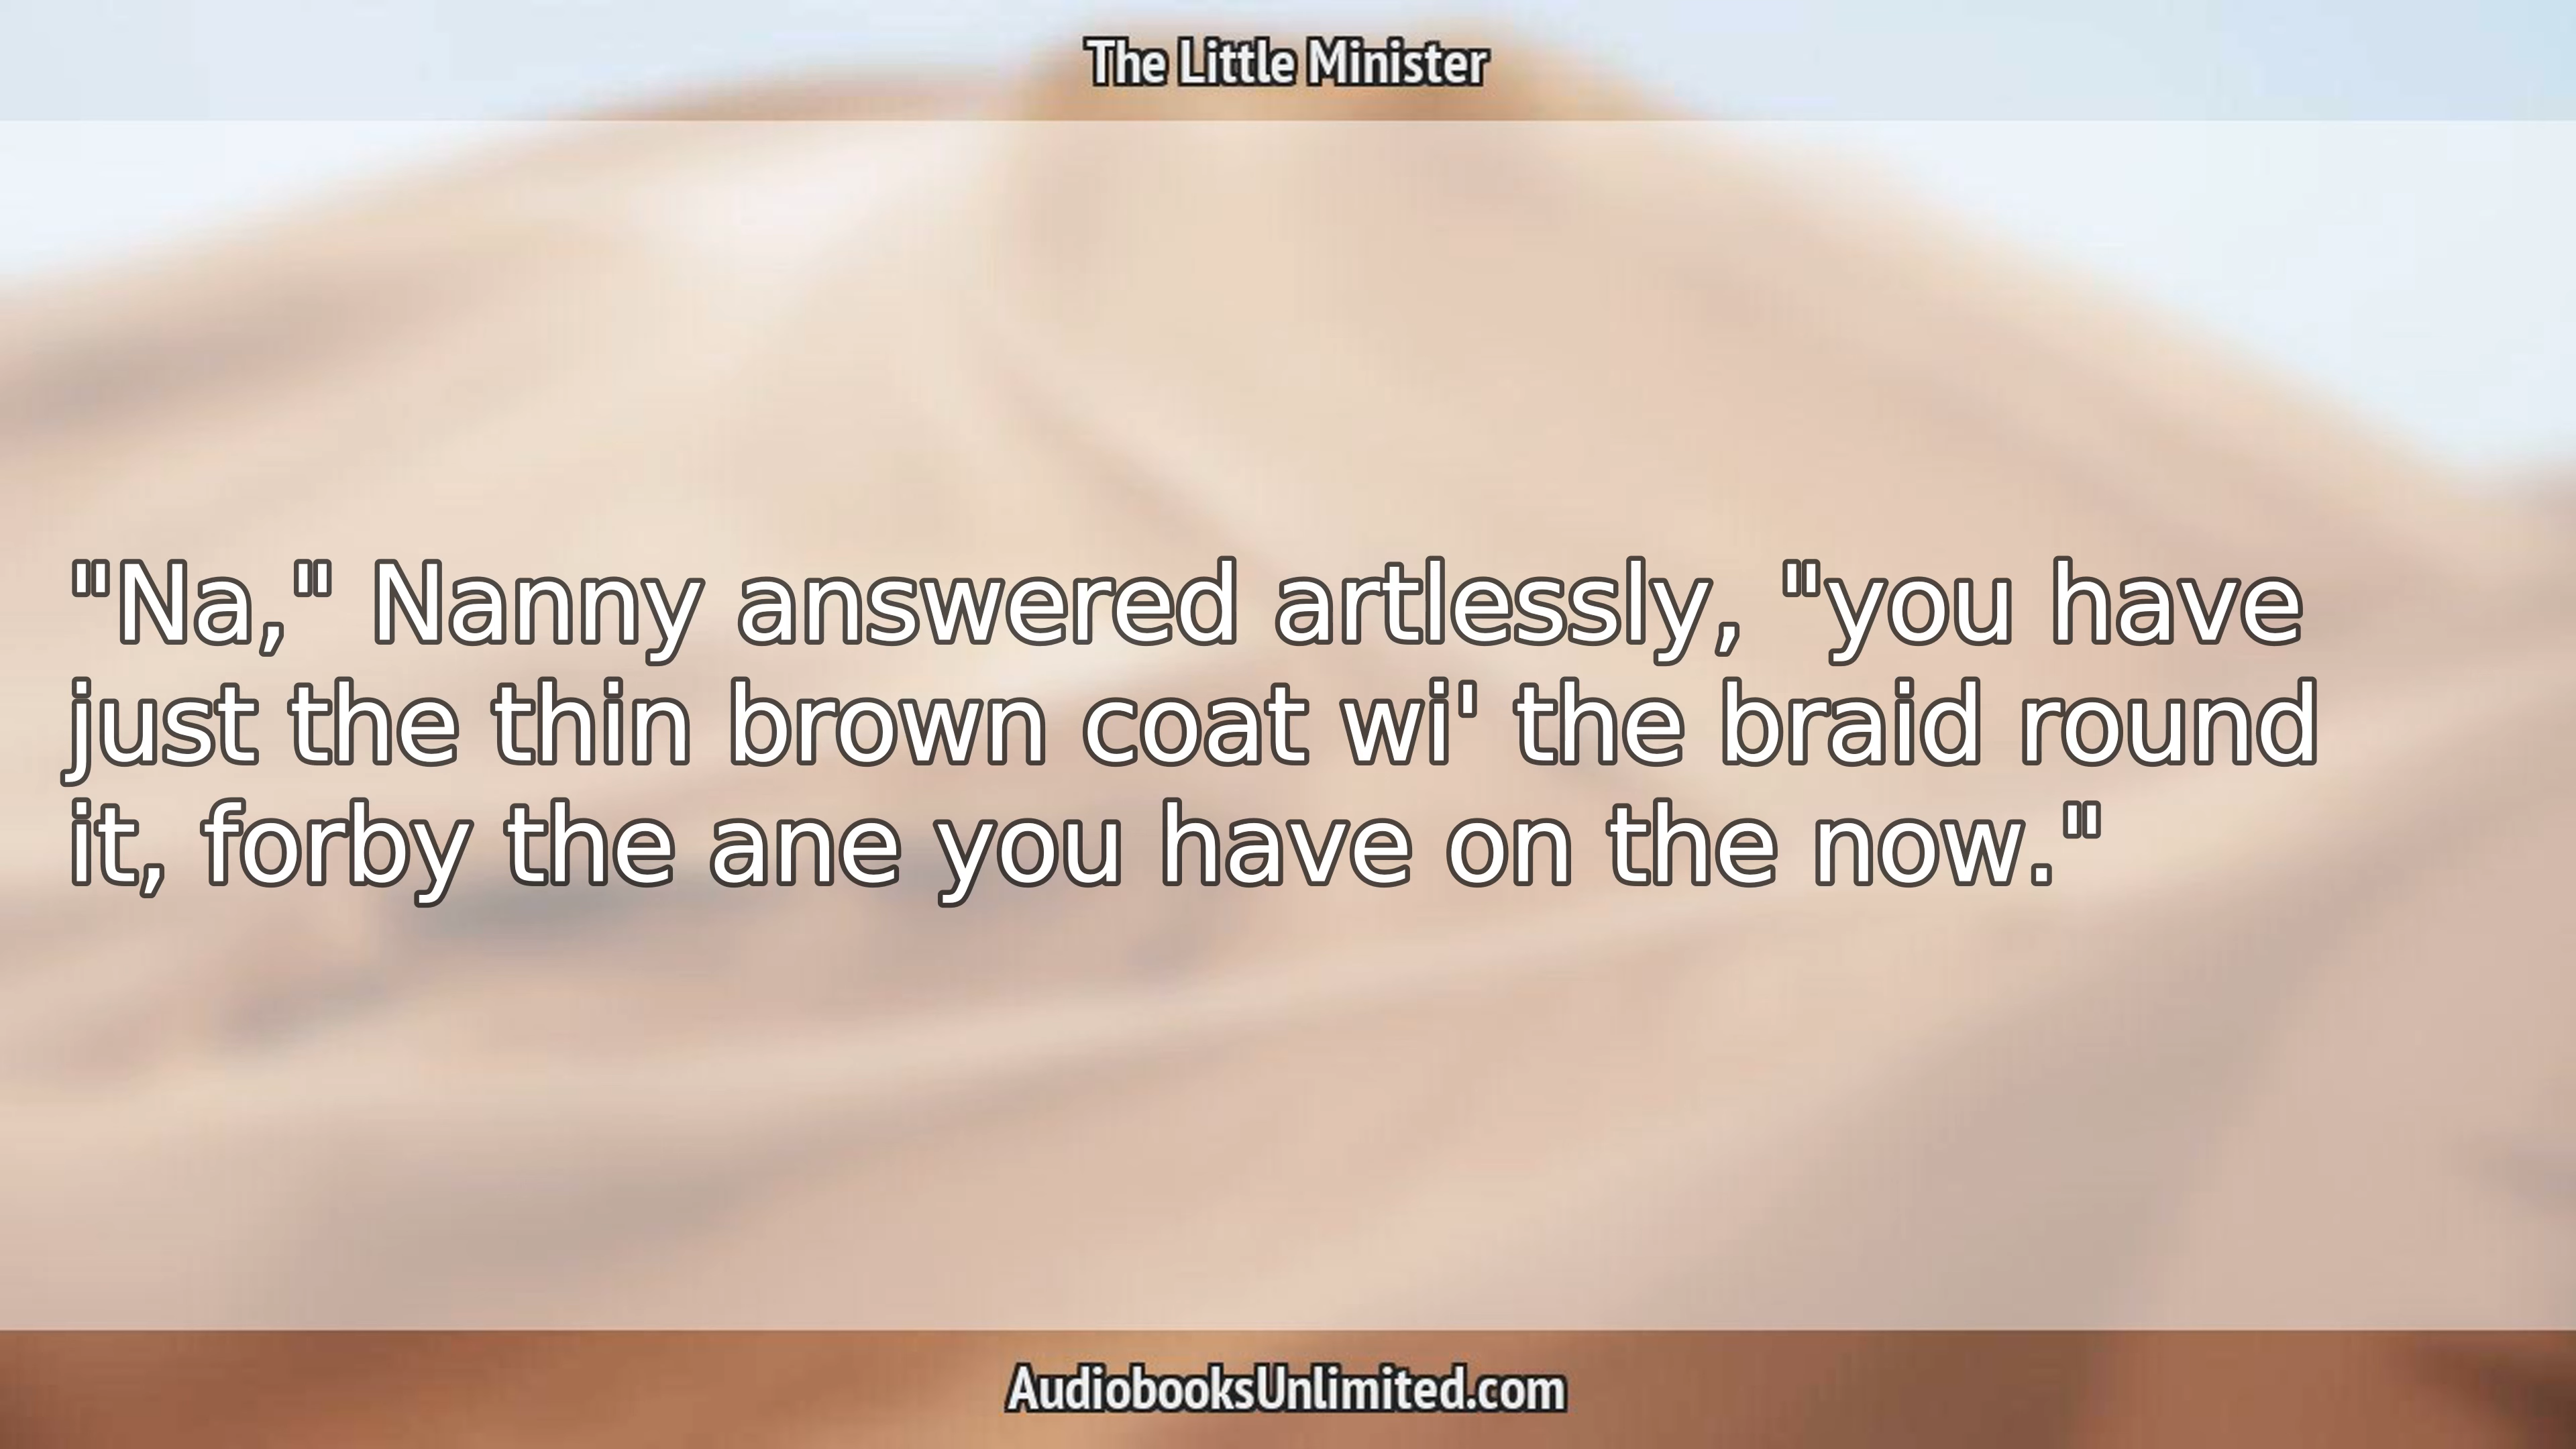 The Little Minister
"Na," Nanny answered artlessly, "you have
just the thin brown coat wi' the braid round
it, forby the ane you have on the now."
AudiobooksUnlimited.com